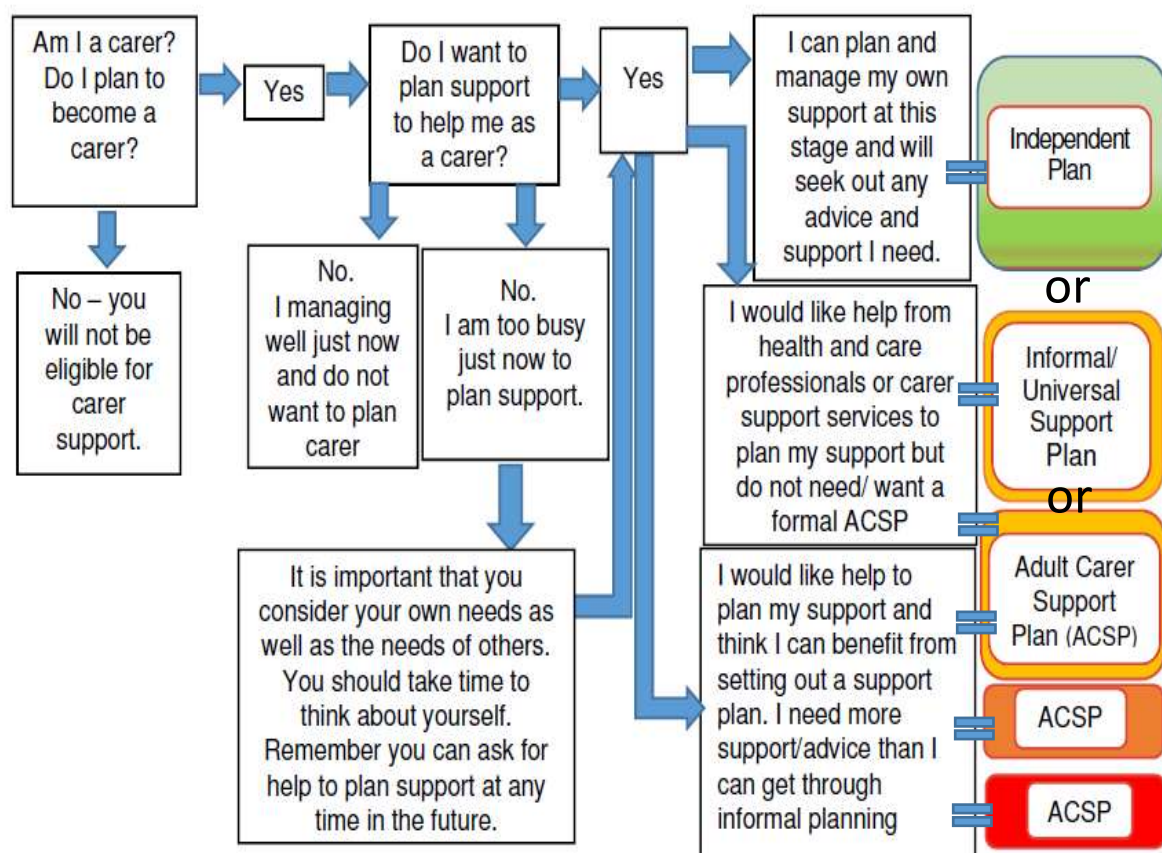 Am I a carer?
Do I plan to
become a
carer?
Yes
Do I want to
plan support
to help me as
a carer?
Yes
I can plan and
manage my own
support at this
stage and will
seek out any
advice and
support I need.
Independent
Plan
or
No – you
will not be
eligible for
carer
support.
No.
I managing
well just now
and do not
want to plan
carer
No.
I am too busy
just now to
plan support.
I would like help from
health and care
professionals or carer
support services to
plan my support but
do not need/ want a
formal ACSP
Informal/
Universal
Support
Plan
or
It is important that you
consider your own needs as
well as the needs of others.
You should take time to
think about yourself.
Remember you can ask for
help to plan support at any
time in the future.
I would like help to
plan my support and
think I can benefit from
setting out a support
plan. I need more
support/advice than I
can get through
informal planning
Adult Carer
Support
Plan (ACSP)
ACSP
ACSP